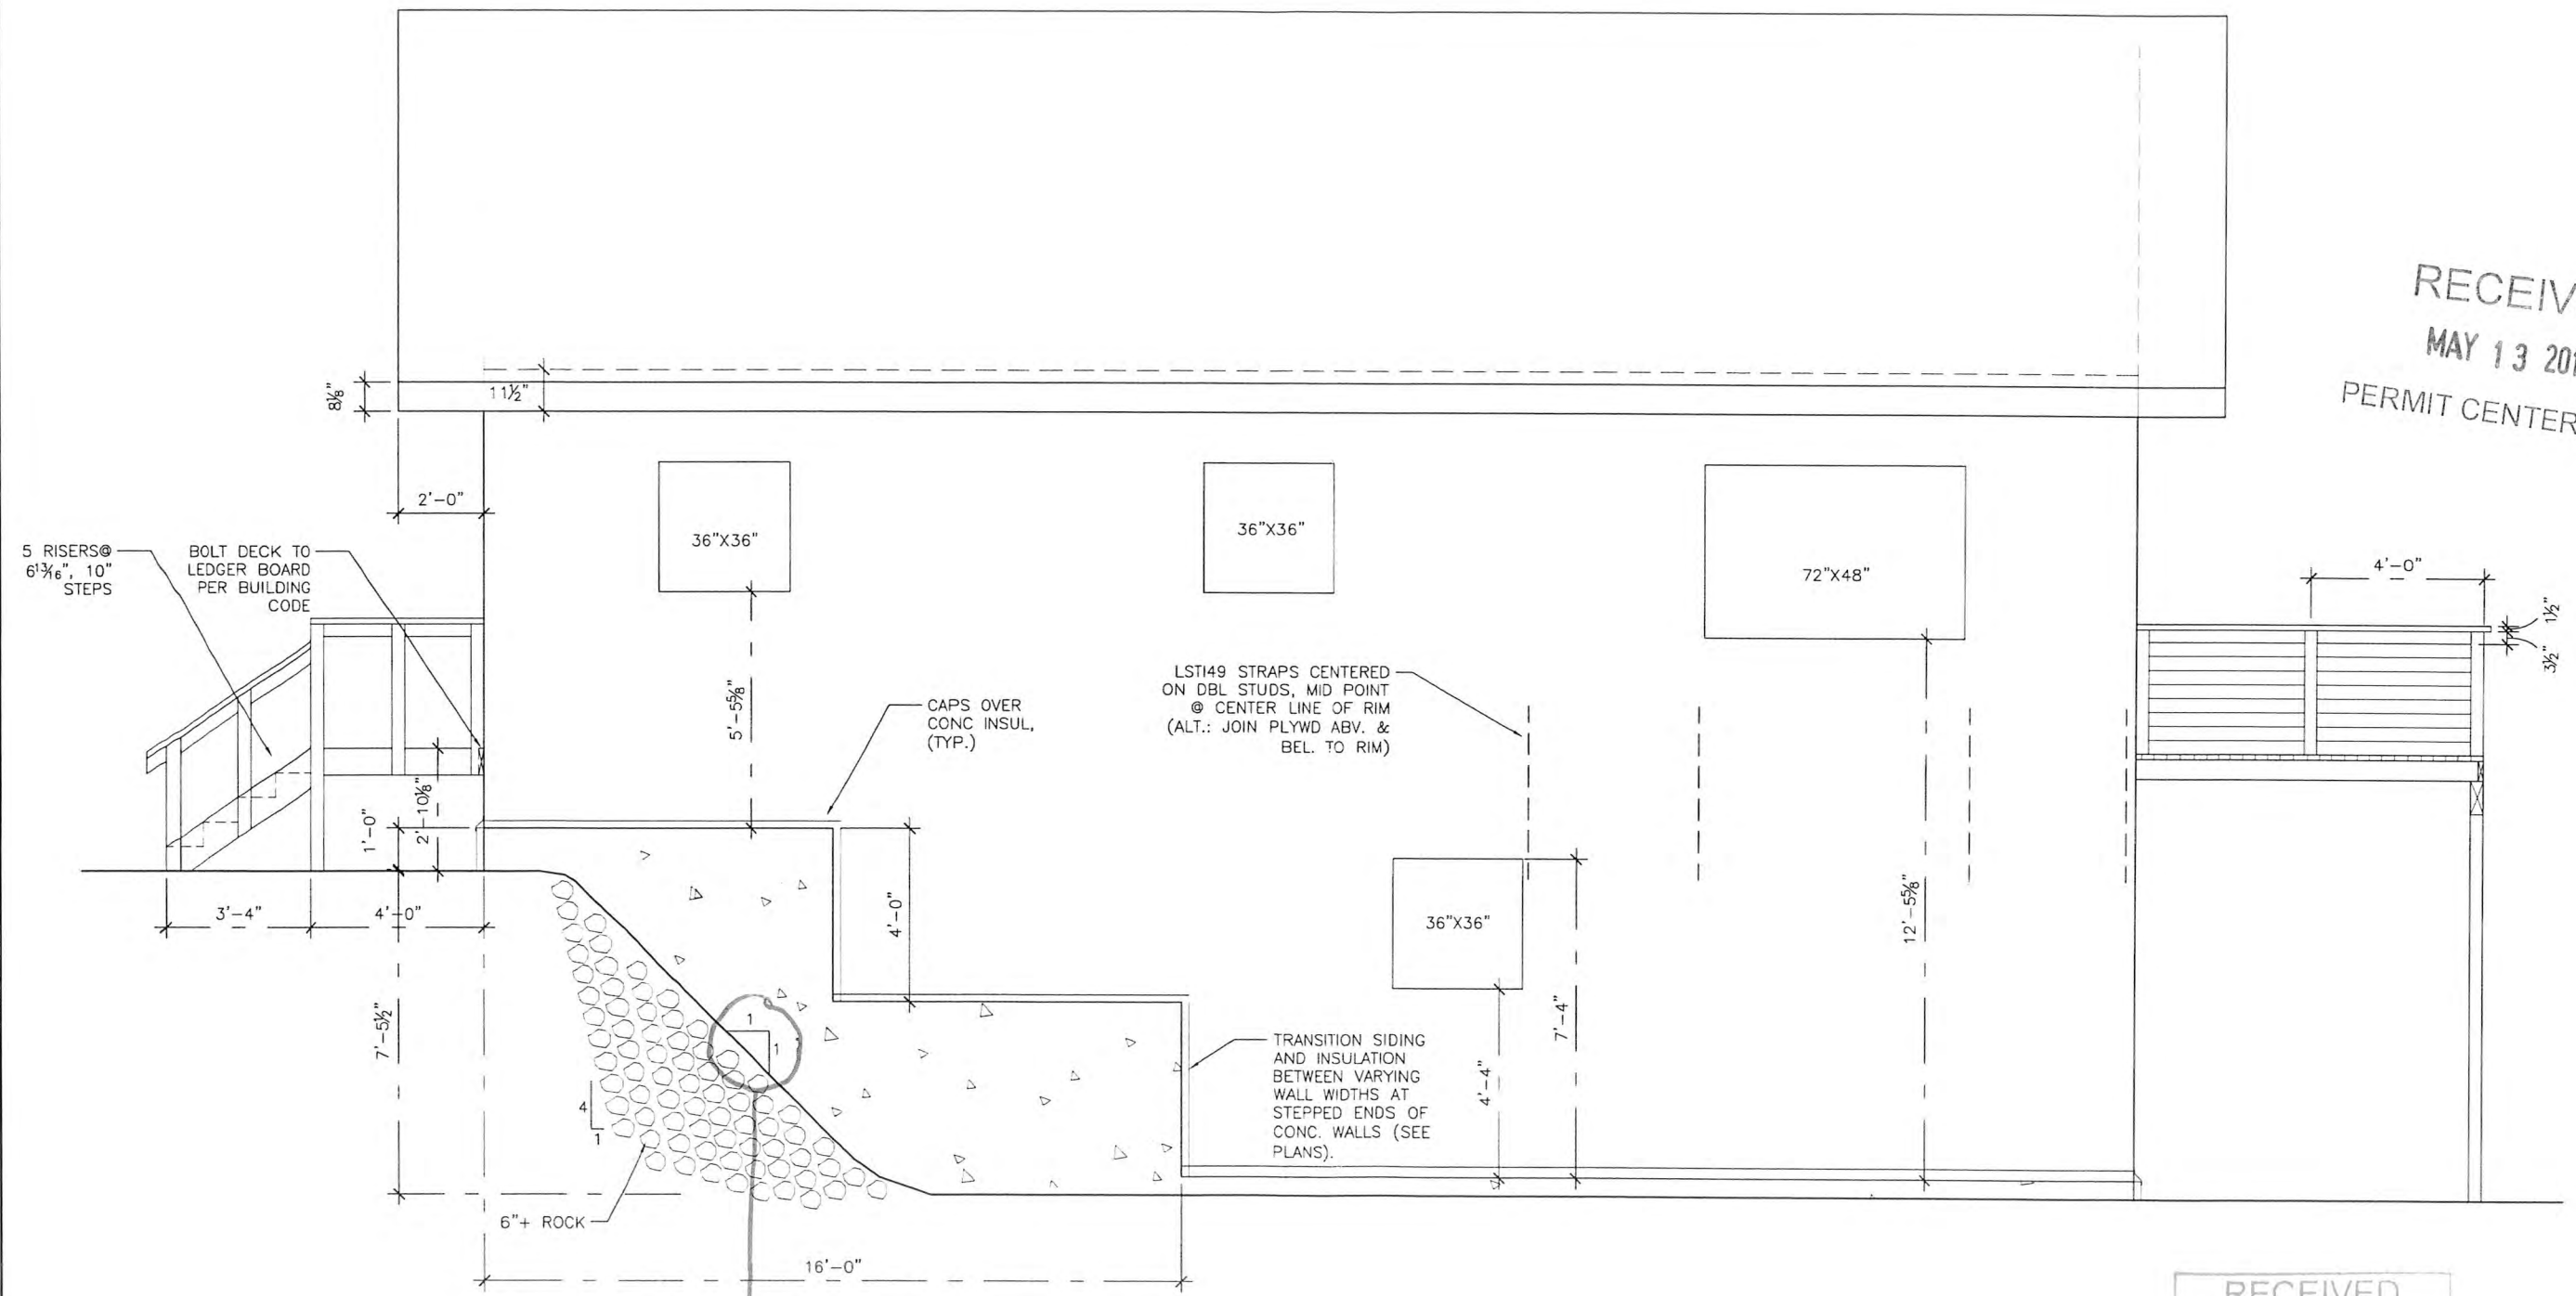 RECEIV
MAY 13 201
PERMIT CENTER
8⅛"
11½"
2'-0"
36"X36"
36"X36"
72"X48"
5 RISERS@
6¹³⁄₁₆", 10"
STEPS
BOLT DECK TO
LEDGER BOARD
PER BUILDING
CODE
4'-0"
1½"
3½"
5'-5⅝"
CAPS OVER
CONC INSUL,
(TYP.)
LSTI49 STRAPS CENTERED
ON DBL STUDS, MID POINT
@ CENTER LINE OF RIM
(ALT.: JOIN PLYWD ABV. &
BEL. TO RIM)
1'-0"
2'-10⅛"
3'-4"
4'-0"
4'-0"
36"X36"
12'-5⅝"
7'-5½"
1
1
4
1
7'-4"
4'-4"
TRANSITION SIDING
AND INSULATION
BETWEEN VARYING
WALL WIDTHS AT
STEPPED ENDS OF
CONC. WALLS (SEE
PLANS).
6"+ ROCK
16'-0"
RECEIVED